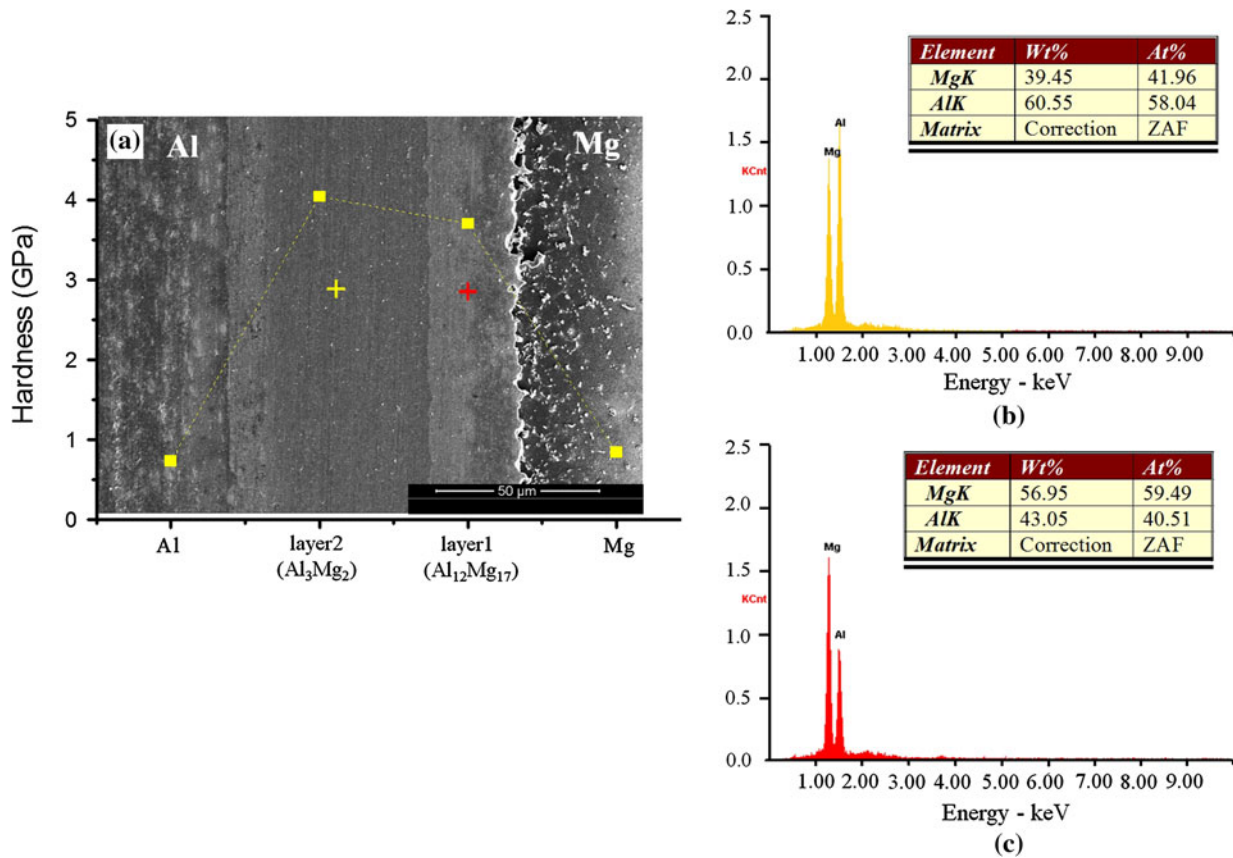 5
4
3
2
1
0
Hardness (GPa)
(a) Al Mg
50 µm
Al layer2 layer1 Mg
(Al₃Mg₂) (Al₁₂Mg₁₇)
2.5
2.0
1.5
1.0
0.5
0.0
KCnt
Mg Al
Element Wt% At%
MgK 39.45 41.96
AlK 60.55 58.04
Matrix Correction ZAF
1.00 2.00 3.00 4.00 5.00 6.00 7.00 8.00 9.00
Energy - keV
(b)
2.5
2.0
1.5
1.0
0.5
0.0
KCnt
Mg Al
Element Wt% At%
MgK 56.95 59.49
AlK 43.05 40.51
Matrix Correction ZAF
1.00 2.00 3.00 4.00 5.00 6.00 7.00 8.00 9.00
Energy - keV
(c)